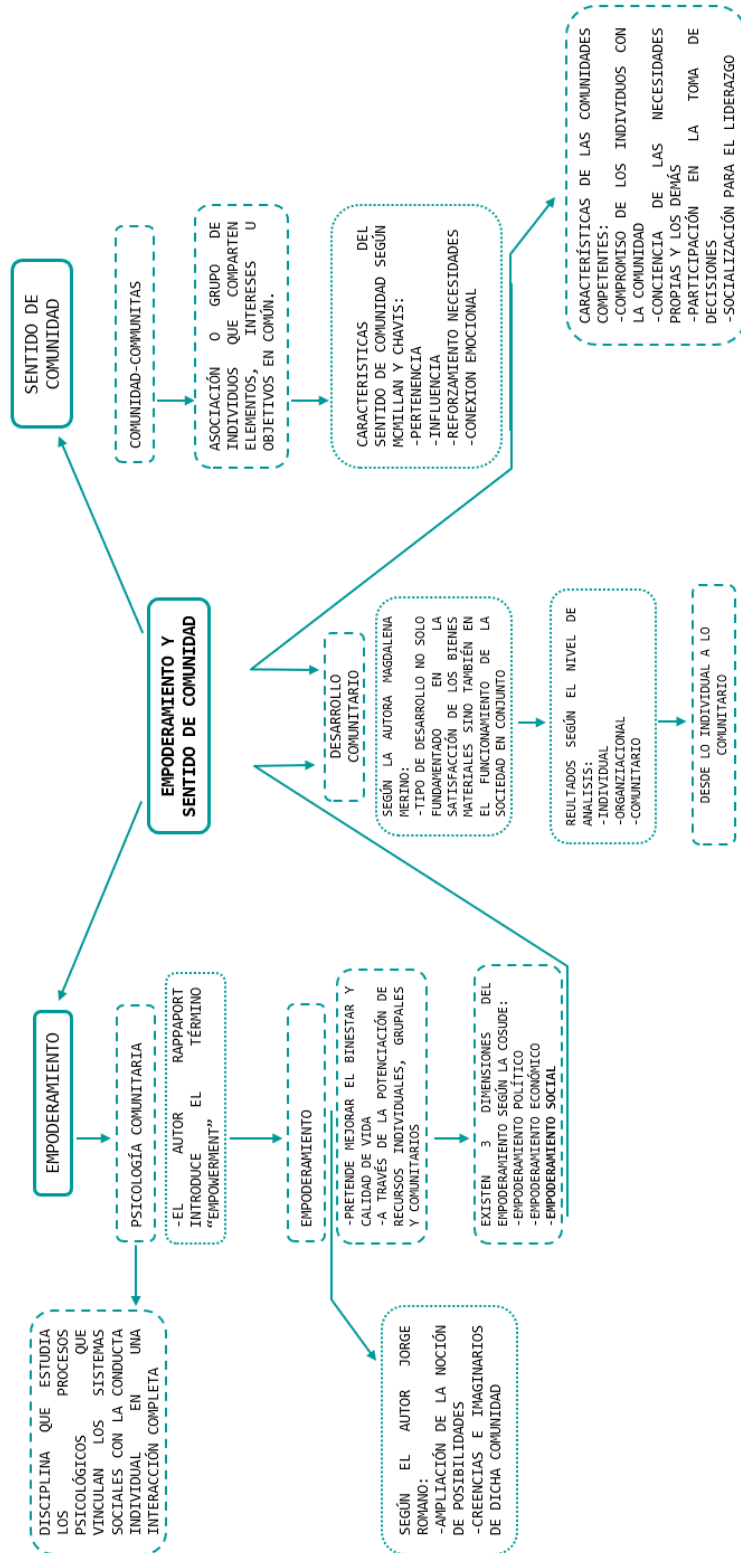 EMPODERAMIENTO Y
SENTIDO DE COMUNIDAD
EMPODERAMIENTO
PSICOLOGÍA COMUNITARIA
-EL AUTOR RAPPAPORT
INTRODUCE EL TÉRMINO
“EMPOWERMENT”
DISCIPLINA QUE ESTUDIA
LOS PROCESOS
PSICOLÓGICOS QUE
VINCULAN LOS SISTEMAS
SOCIALES CON LA CONDUCTA
INDIVIDUAL EN UNA
INTERACCIÓN COMPLETA
EMPODERAMIENTO
-PRETENDE MEJORAR EL BINESTAR Y
CALIDAD DE VIDA
-A TRAVÉS DE LA POTENCIACIÓN DE
RECURSOS INDIVIDUALES, GRUPALES
Y COMUNITARIOS
SEGÚN EL AUTOR JORGE
ROMANO:
-AMPLIACIÓN DE LA NOCIÓN
DE POSIBILIDADES
-CREENCIAS E IMAGINARIOS
DE DICHA COMUNIDAD
EXISTEN 3 DIMENSIONES DEL
EMPODERAMIENTO SEGÚN LA COSUDE:
-EMPODERAMIENTO POLÍTICO
-EMPODERAMIENTO ECONÓMICO
-EMPODERAMIENTO SOCIAL
DESARROLLO
COMUNITARIO
SEGÚN LA AUTORA MAGDALENA
MERINO:
-TIPO DE DESARROLLO NO SOLO
FUNDAMENTADO EN LA
SATISFACCIÓN DE LOS BIENES
MATERIALES SINO TAMBIÉN EN
EL FUNCIONAMIENTO DE LA
SOCIEDAD EN CONJUNTO
REULTADOS SEGÚN EL NIVEL DE
ANALISIS:
-INDIVIDUAL
-ORGANZIACIONAL
-COMUNITARIO
DESDE LO INDIVIDUAL A LO
COMUNITARIO
SENTIDO DE
COMUNIDAD
COMUNIDAD-COMMUNITAS
ASOCIACIÓN O GRUPO DE
INDIVIDUOS QUE COMPARTEN
ELEMENTOS, INTERESES U
OBJETIVOS EN COMÚN.
CARACTERISTICAS DEL
SENTIDO DE COMUNIDAD SEGÚN
MCMILLAN Y CHAVIS:
-PERTENENCIA
-INFLUENCIA
-REFORZAMIENTO NECESIDADES
-CONEXION EMOCIONAL
CARACTERÍSTICAS DE LAS COMUNIDADES
COMPETENTES:
-COMPROMISO DE LOS INDIVIDUOS CON
LA COMUNIDAD
-CONCIENCIA DE LAS NECESIDADES
PROPIAS Y LOS DEMÁS
-PARTICIPACIÓN EN LA TOMA DE
DECISIONES
-SOCIALIZACIÓN PARA EL LIDERAZGO